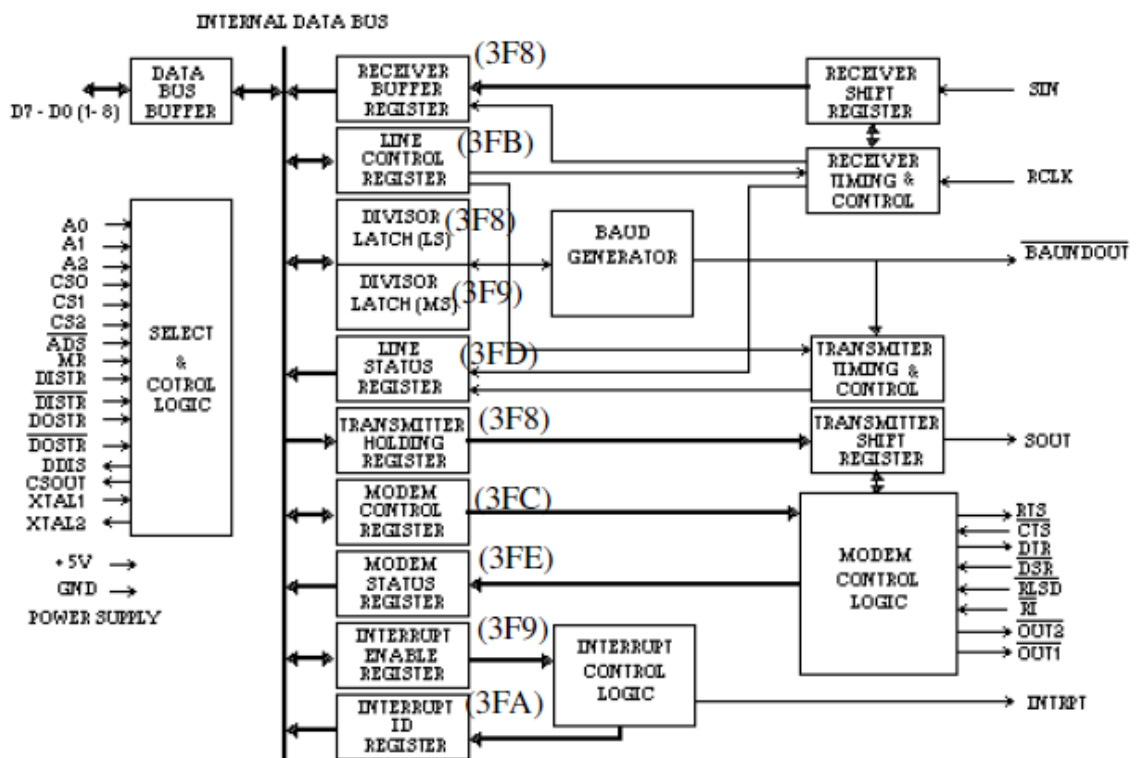 INTERNAL DATA BUS
DATA
BUS
BUFFER
D7 - D0 (1- 8)
RECEIVER
BUFFER
REGISTER
(3F8)
RECEIVER
SHIFT
REGISTER
SIN
LINE
CONTROL
REGISTER
(3FB)
RECEIVER
TIMING &
CONTROL
RCLK
DIVISOR
LATCH (LS)
(3F8)
DIVISOR
LATCH (MS)
(3F9)
BAUD
GENERATOR
BAUNDOUT
A0
A1
A2
CS0
CS1
CS2
ADS
MR
DISTR
DISTR
DOSTR
DOSTR
DDIS
CSOUT
XTAL1
XTAL2
SELECT
&
COTROL
LOGIC
+5V
GND
POWER SUPPLY
LINE
STATUS
REGISTER
(3FD)
TRANSMITER
TIMING &
CONTROL
TRANSMITTER
HOLDING
REGISTER
(3F8)
TRANSMITTER
SHIFT
REGISTER
SOUT
MODEM
CONTROL
REGISTER
(3FC)
MODEM
STATUS
REGISTER
(3FE)
MODEM
CONTROL
LOGIC
RTS
CTS
DTR
DSR
RLSD
RI
OUT2
OUT1
INTERRUPT
ENABLE
REGISTER
(3F9)
INTERRUPT
CONTROL
LOGIC
INTRPT
INTERRUPT
ID
REGISTER
(3FA)